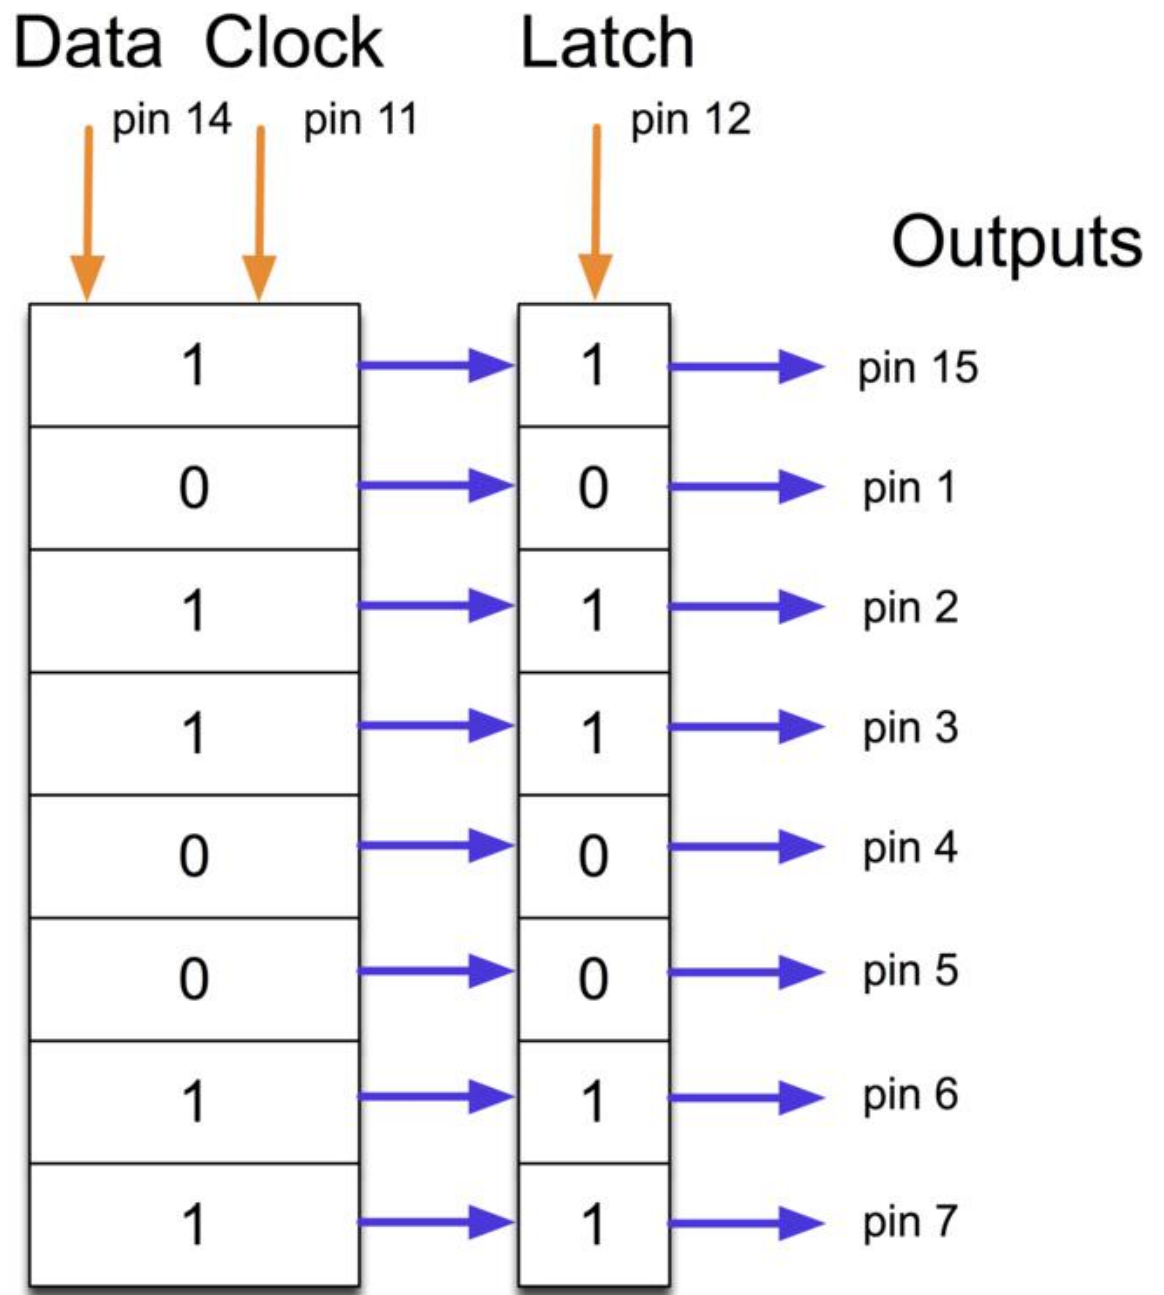 Data Clock Latch
pin 14 pin 11 pin 12
Outputs
1 1 pin 15
0 0 pin 1
1 1 pin 2
1 1 pin 3
0 0 pin 4
0 0 pin 5
1 1 pin 6
1 1 pin 7